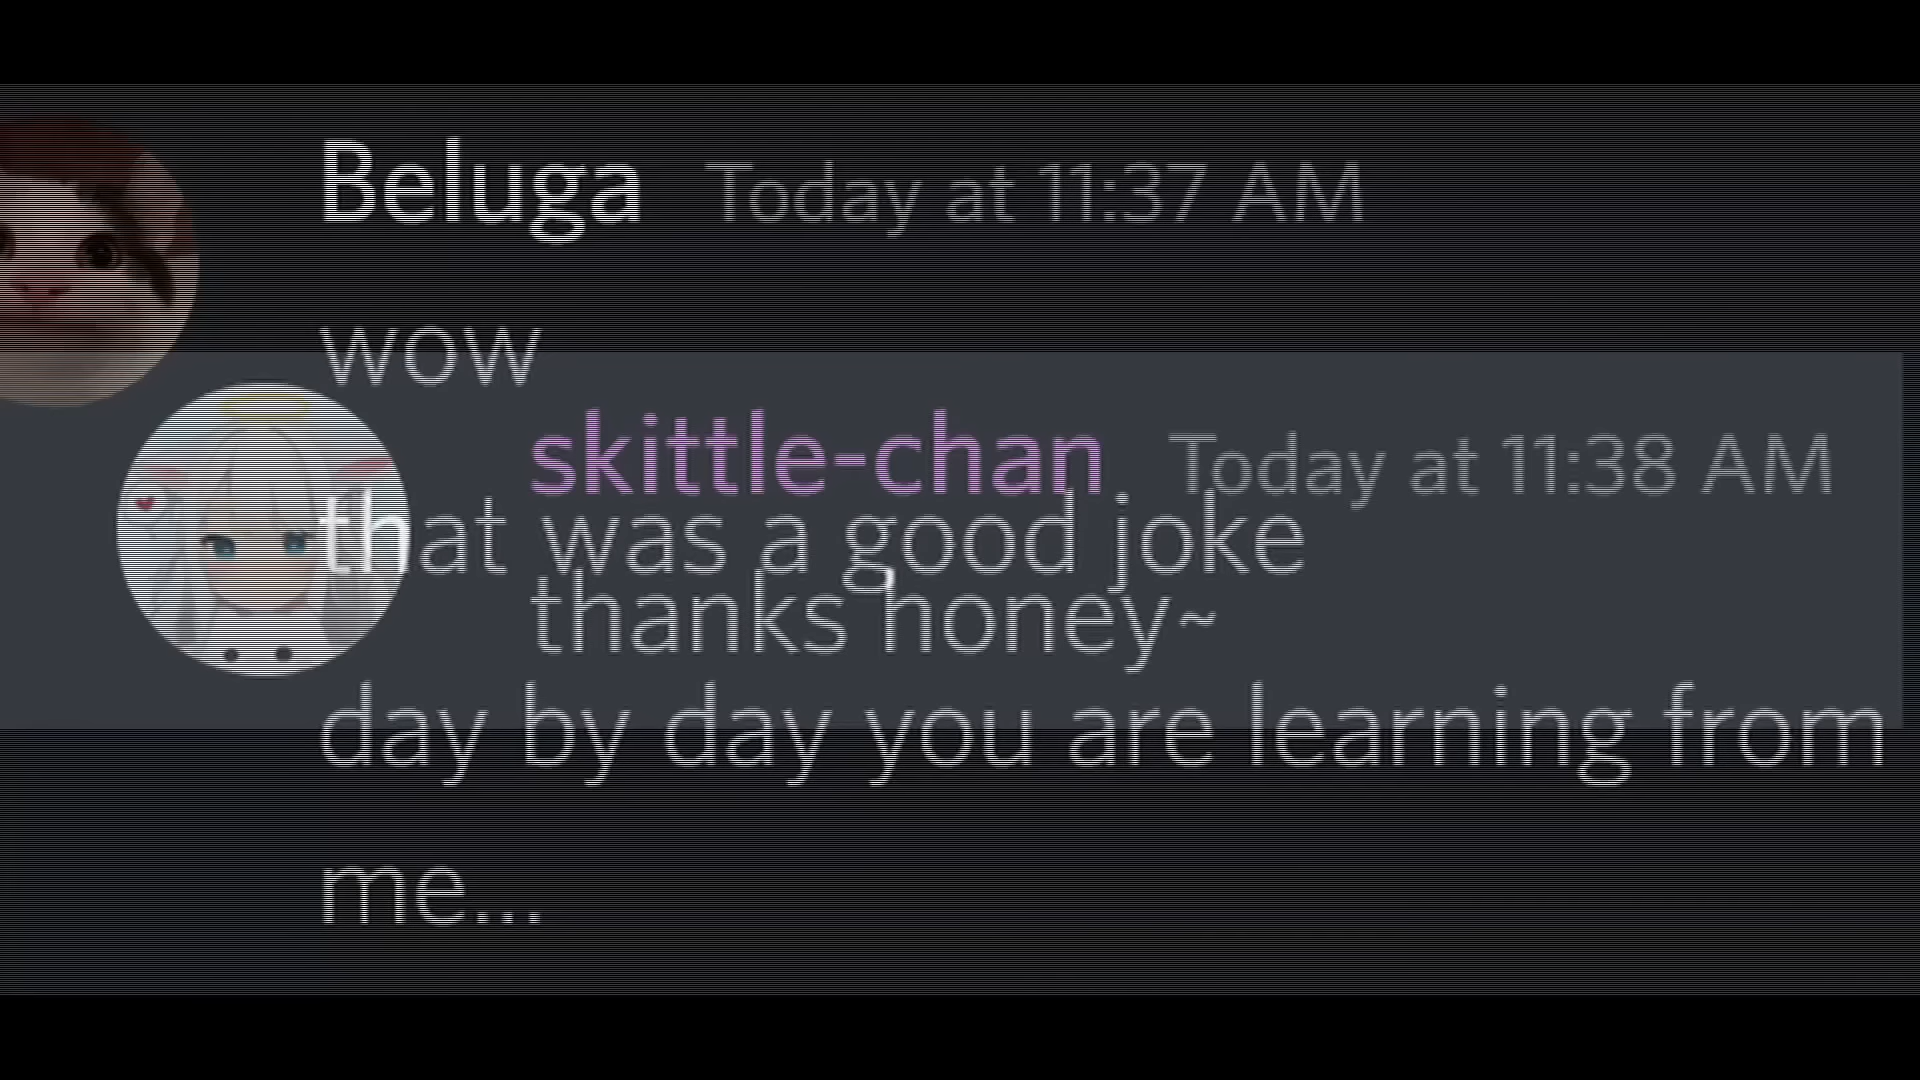 Beluga Today at 11:37 AM
wow
skittle-chan Today at 11:38 AM
that was a good joke
thanks honey~
day by day you are learning from
me...